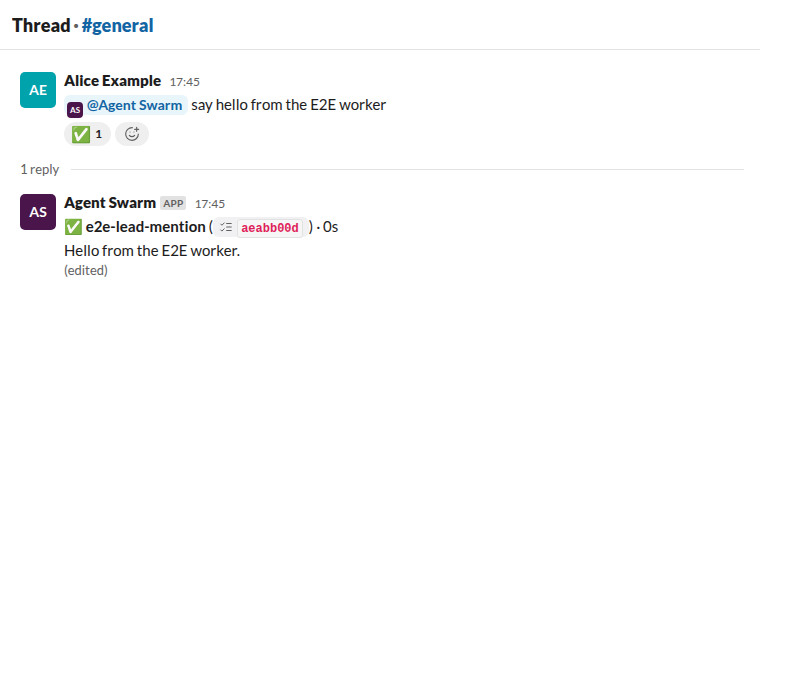 Thread • #general
AE
Alice Example 17:45
AS @Agent Swarm say hello from the E2E worker
✅ 1
1 reply
AS
Agent Swarm APP 17:45
✅ e2e-lead-mention ( aeabb00d ) · 0s
Hello from the E2E worker.
(edited)